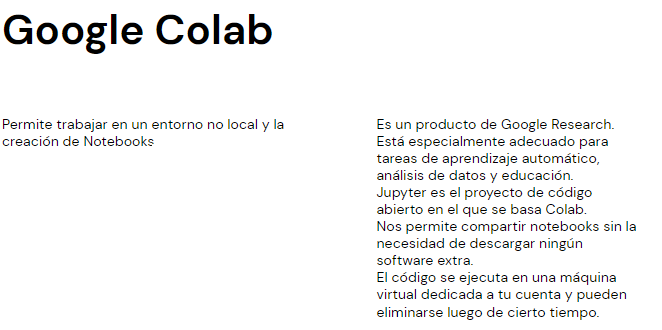 Google Colab
Permite trabajar en un entorno no local y la
creación de Notebooks
Es un producto de Google Research.
Está especialmente adecuado para
tareas de aprendizaje automático,
análisis de datos y educación.
Jupyter es el proyecto de código
abierto en el que se basa Colab.
Nos permite compartir notebooks sin la
necesidad de descargar ningún
software extra.
El código se ejecuta en una máquina
virtual dedicada a tu cuenta y pueden
eliminarse luego de cierto tiempo.